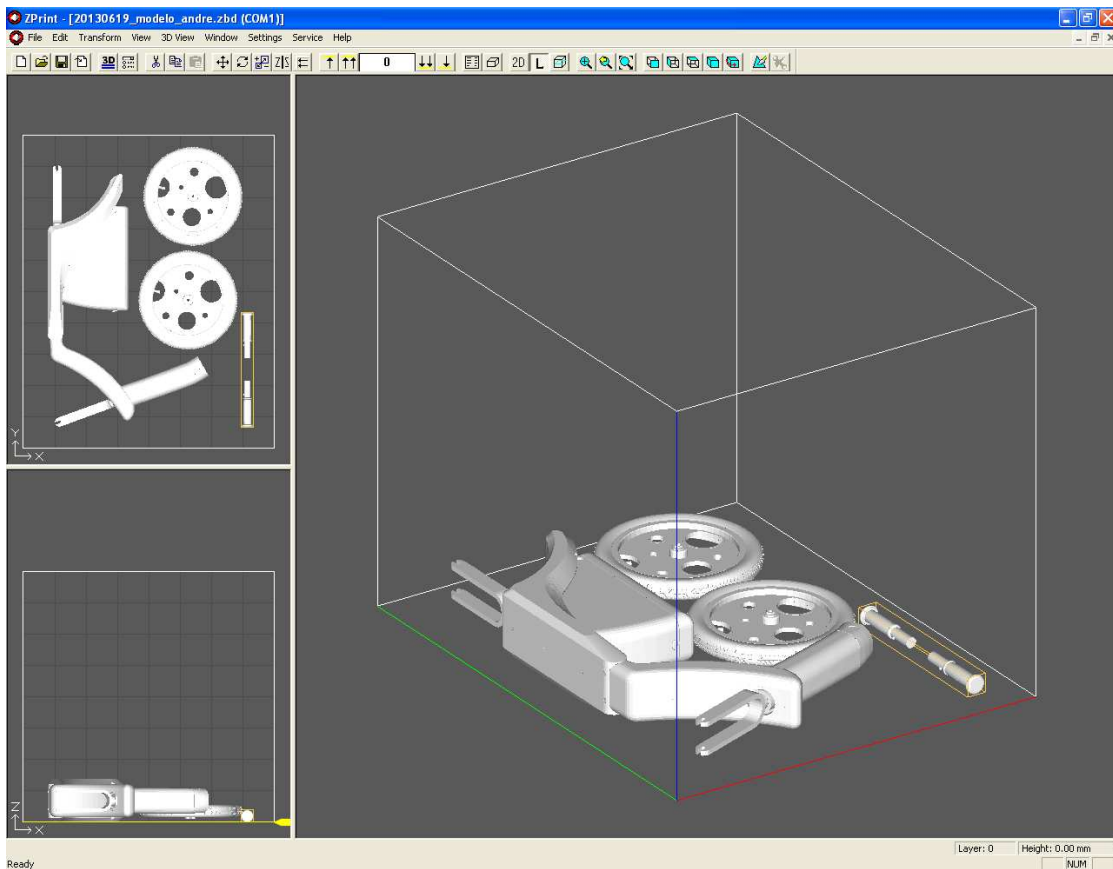 ZPrint - [20130619_modelo_andre.zbd (COM1)]
File Edit Transform View 3D View Window Settings Service Help
3D Z|S 0 2D L
Y
X
Z
X
Layer: 0 Height: 0.00 mm
Ready NUM